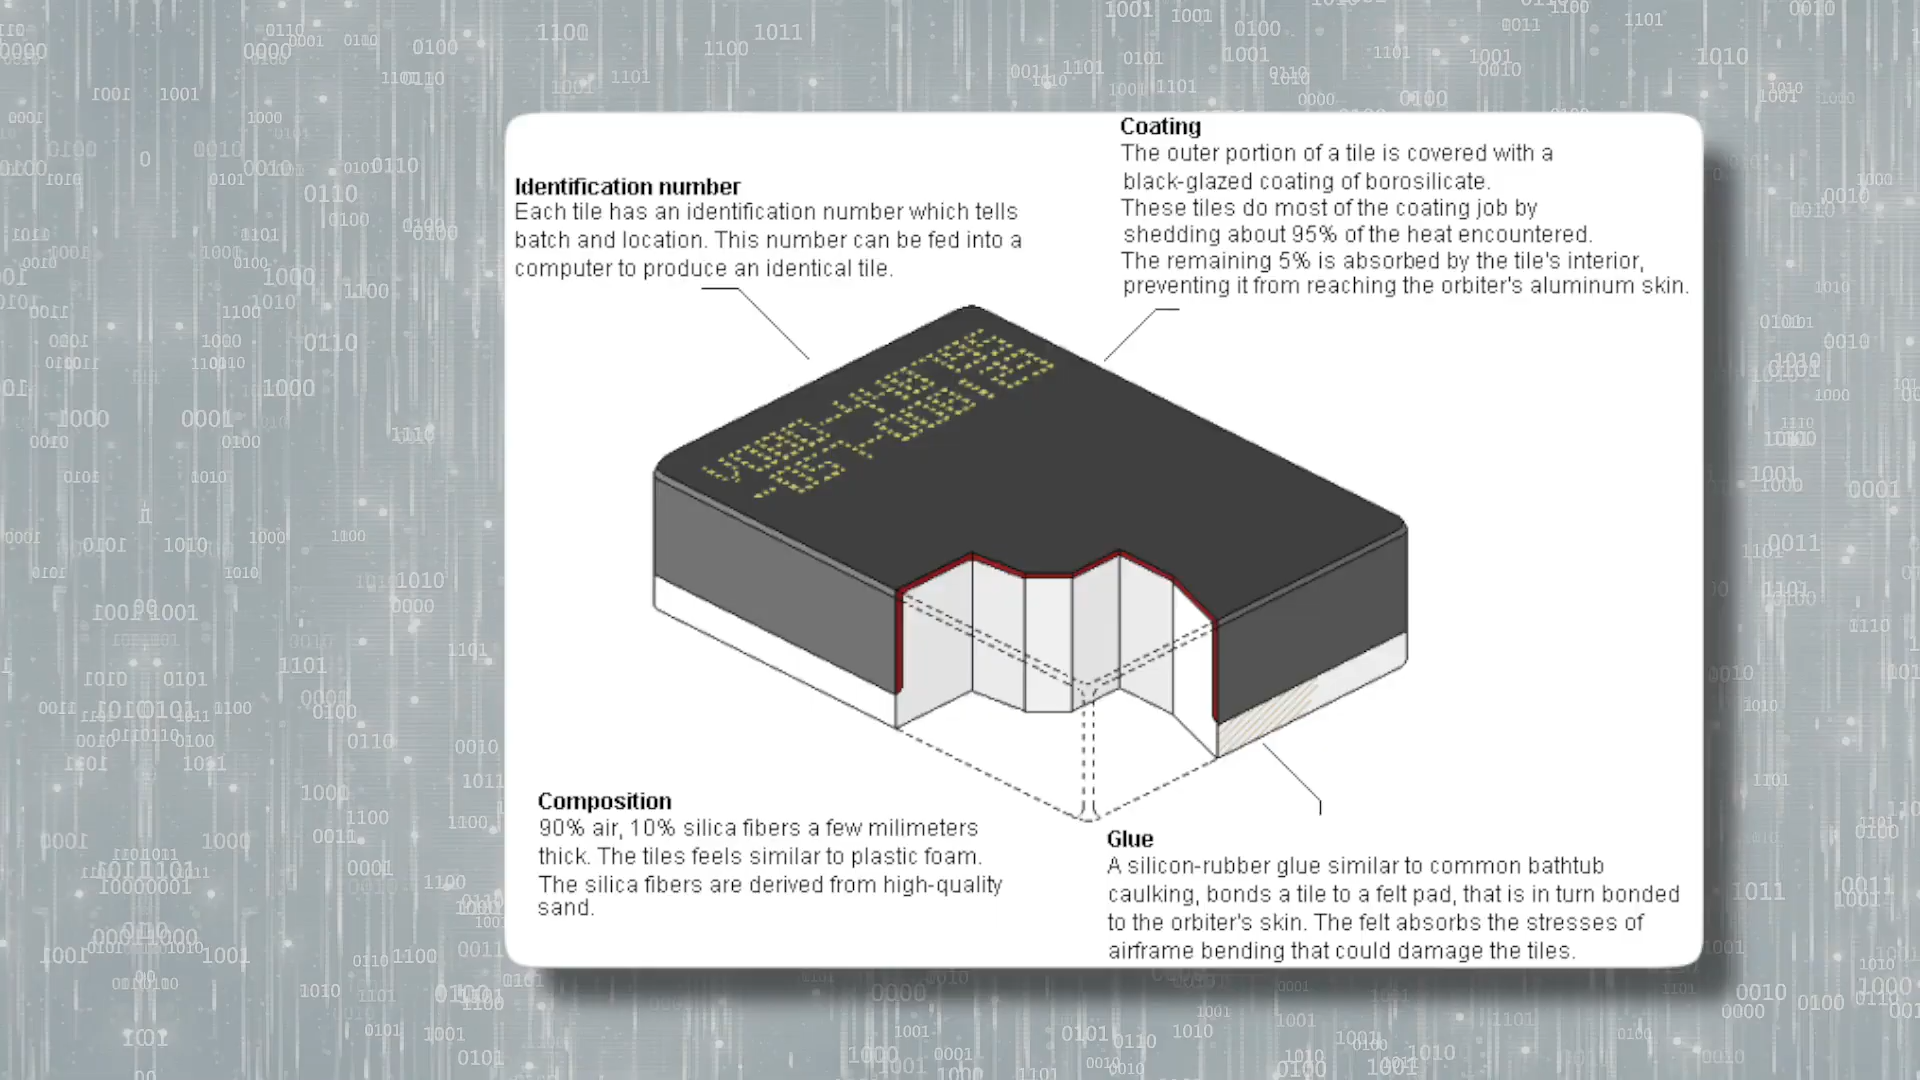 Identification number
Each tile has an identification number which tells
batch and location. This number can be fed into a
computer to produce an identical tile.
Coating
The outer portion of a tile is covered with a
black-glazed coating of borosilicate.
These tiles do most of the coating job by
shedding about 95% of the heat encountered.
The remaining 5% is absorbed by the tile's interior,
preventing it from reaching the orbiter's aluminum skin.
Composition
90% air, 10% silica fibers a few milimeters
thick. The tiles feels similar to plastic foam.
The silica fibers are derived from high-quality
sand.
Glue
A silicon-rubber glue similar to common bathtub
caulking, bonds a tile to a felt pad, that is in turn bonded
to the orbiter's skin. The felt absorbs the stresses of
airframe bending that could damage the tiles.